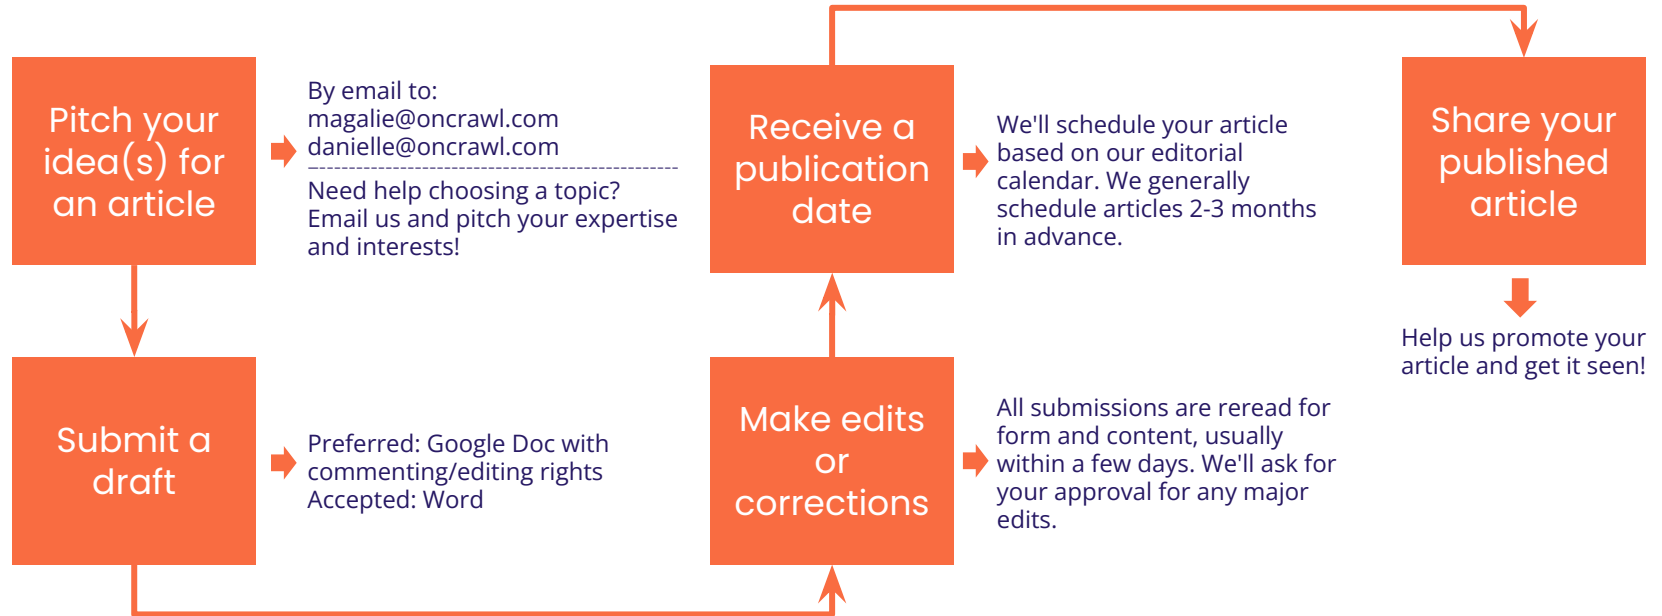 Pitch your
idea(s) for
an article
By email to:
magalie@oncrawl.com
danielle@oncrawl.com
Need help choosing a topic?
Email us and pitch your expertise
and interests!
Submit a
draft
Preferred: Google Doc with
commenting/editing rights
Accepted: Word
Make edits
or
corrections
All submissions are reread for
form and content, usually
within a few days. We'll ask for
your approval for any major
edits.
Receive a
publication
date
We'll schedule your article
based on our editorial
calendar. We generally
schedule articles 2-3 months
in advance.
Share your
published
article
Help us promote your
article and get it seen!